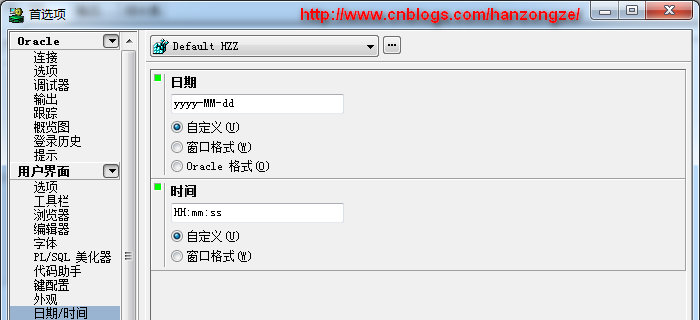 首选项
http://www.cnblogs.com/hanzongze/
Oracle
连接
选项
调试器
输出
跟踪
概览图
登录历史
提示
用户界面
选项
工具栏
浏览器
编辑器
字体
PL/SQL 美化器
代码助手
键配置
外观
日期/时间
Default HZZ
日期
yyyy-MM-dd
自定义(U)
窗口格式(W)
Oracle 格式(O)
时间
HH:mm:ss
自定义(U)
窗口格式(W)